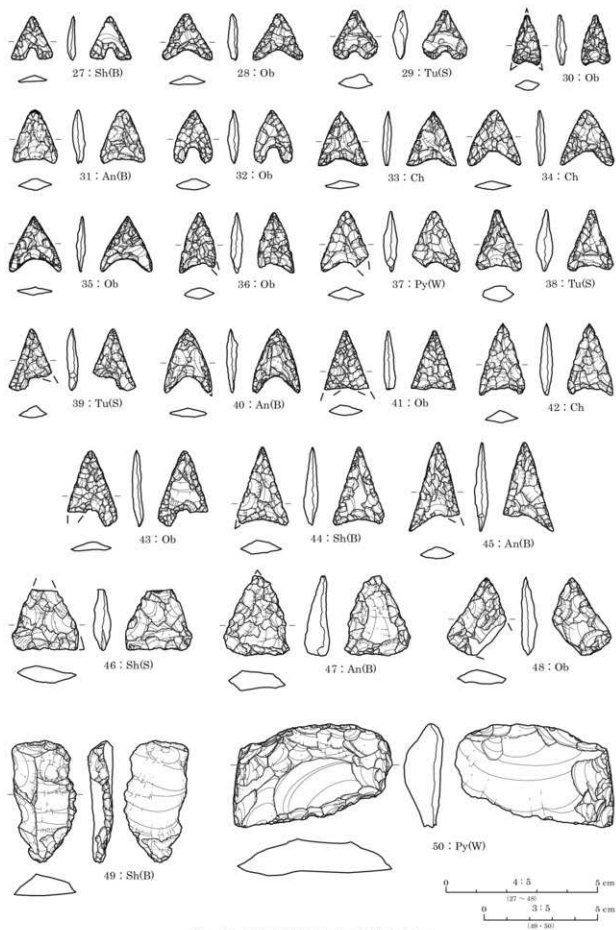 27：Sh(B)
28：Ob
29：Tu(S)
30：Ob
31：An(B)
32：Ob
33：Ch
34：Ch
35：Ob
36：Ob
37：Py(W)
38：Tu(S)
39：Tu(S)
40：An(B)
41：Ob
42：Ch
43：Ob
44：Sh(B)
45：An(B)
46：Sh(S)
47：An(B)
48：Ob
49：Sh(B)
50：Py(W)
0 4：5 5 cm
(27～48)
0 3：5 5 cm
(49・50)